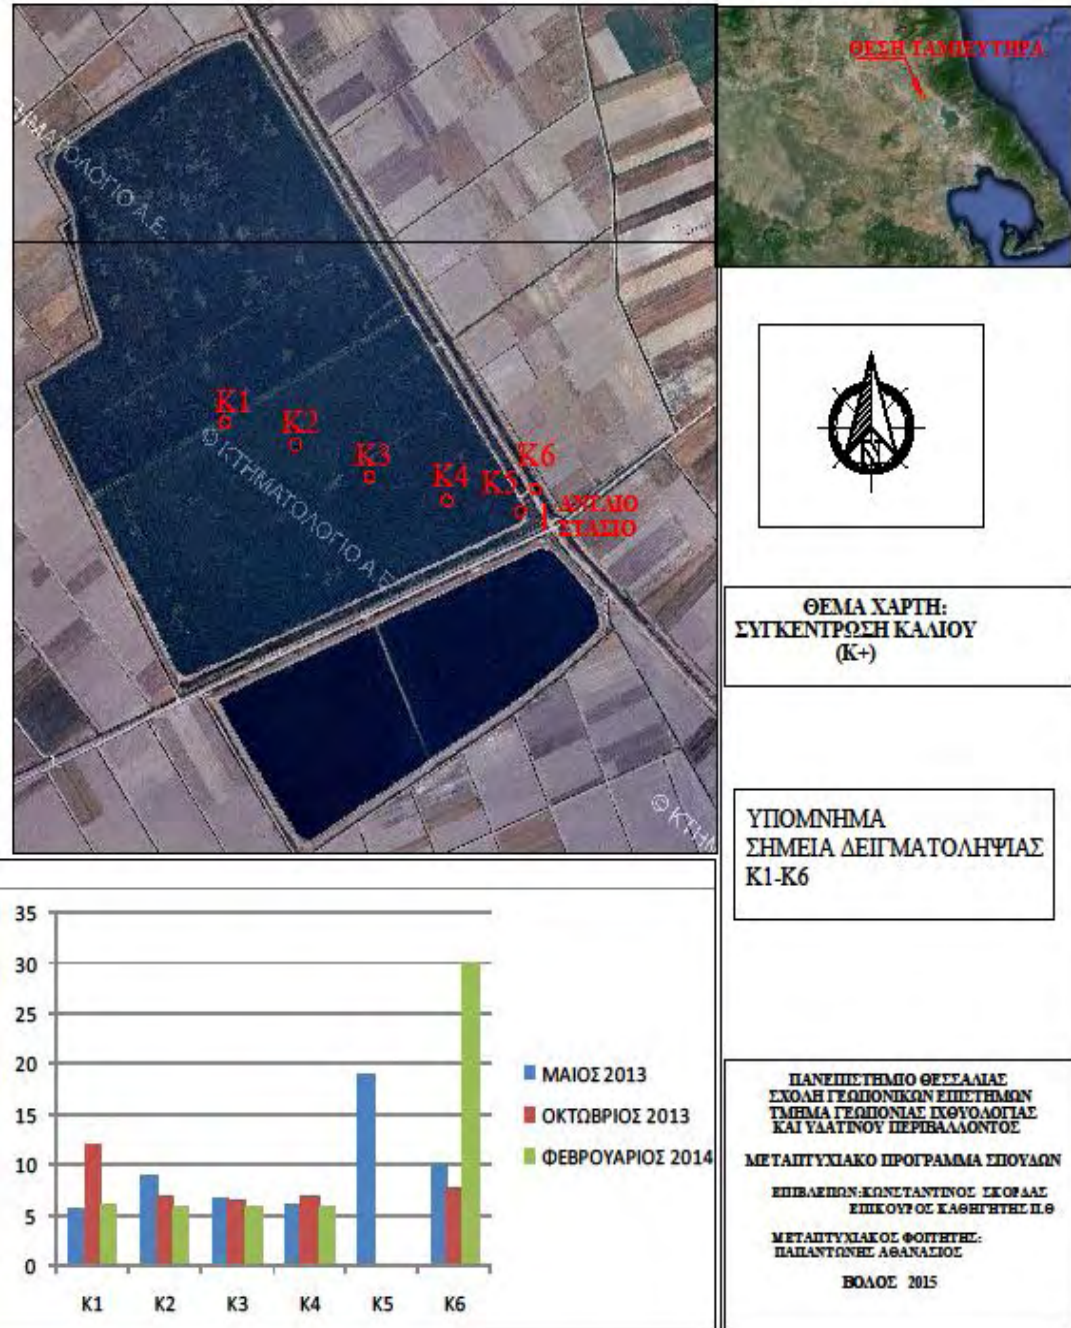 ΘΕΣΗ ΤΑΜΙΕΥΤΗΡΑ
ΚΤΗΜΑΤΟΛΟΓΙΟ Α.Ε.
K1
K2
K3
K4
K5
K6
ΑΝΤΛΙΟ
ΣΤΑΣΙΟ
© ΚΤΗΜΑΤΟΛΟΓΙΟ Α.Ε.
© ΚΤΗΜ
N
ΘΕΜΑ ΧΑΡΤΗ:
ΣΥΓΚΕΝΤΡΩΣΗ ΚΑΛΙΟΥ
(K+)
ΥΠΟΜΝΗΜΑ
ΣΗΜΕΙΑ ΔΕΙΓΜΑΤΟΛΗΨΙΑΣ
K1-K6
35
30
25
20
15
10
5
0
K1 K2 K3 K4 K5 K6
ΜΑΙΟΣ 2013
ΟΚΤΩΒΡΙΟΣ 2013
ΦΕΒΡΟΥΑΡΙΟΣ 2014
ΠΑΝΕΠΙΣΤΗΜΙΟ ΘΕΣΣΑΛΙΑΣ
ΣΧΟΛΗ ΓΕΩΠΟΝΙΚΩΝ ΕΠΙΣΤΗΜΩΝ
ΤΜΗΜΑ ΓΕΩΠΟΝΙΑΣ ΙΧΘΥΟΛΟΓΙΑΣ
ΚΑΙ ΥΔΑΤΙΝΟΥ ΠΕΡΙΒΑΛΛΟΝΤΟΣ
ΜΕΤΑΠΤΥΧΙΑΚΟ ΠΡΟΓΡΑΜΜΑ ΣΠΟΥΔΩΝ
ΕΠΙΒΛΕΠΩΝ:ΚΩΝΣΤΑΝΤΙΝΟΣ ΣΚΟΡΔΑΣ
ΕΠΙΚΟΥΡΟΣ ΚΑΘΗΓΗΤΗΣ Π.Θ
ΜΕΤΑΠΤΥΧΙΑΚΟΣ ΦΟΙΤΗΤΗΣ:
ΠΑΠΑΝΤΩΝΗΣ ΑΘΑΝΑΣΙΟΣ
ΒΟΛΟΣ 2015